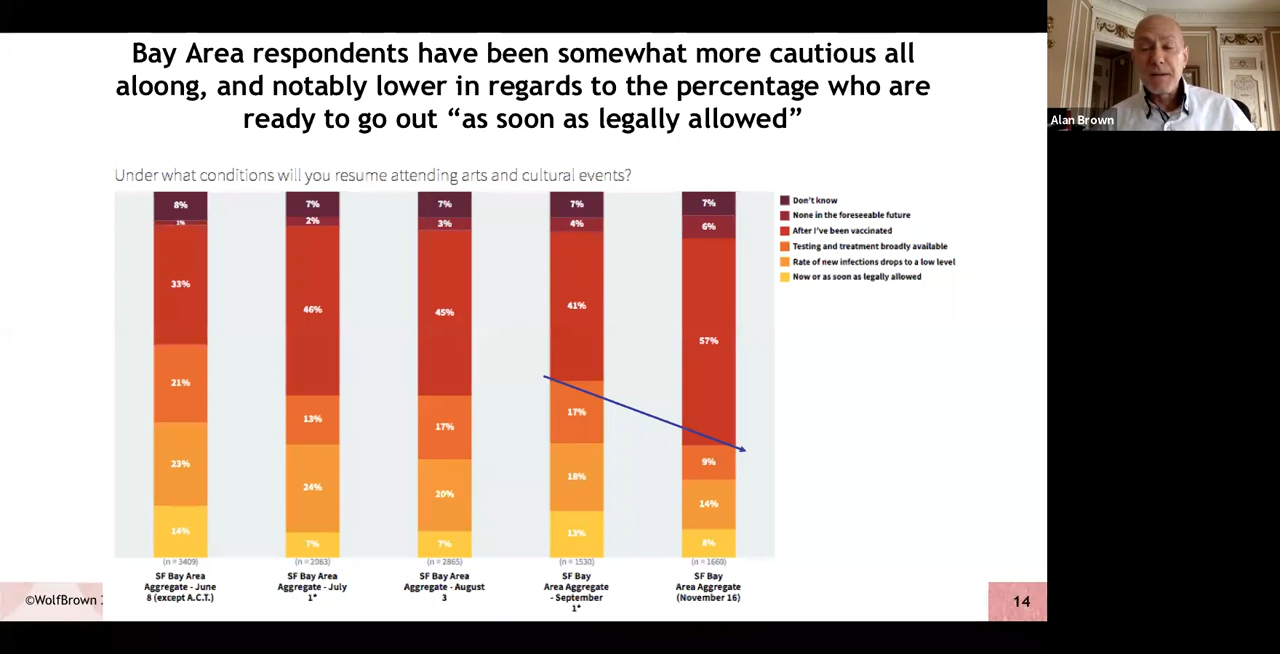 Bay Area respondents have been somewhat more cautious all
aloong, and notably lower in regards to the percentage who are
ready to go out “as soon as legally allowed”
Alan Brown
Under what conditions will you resume attending arts and cultural events?
8% 7% 7% 7% 7%
1% 2% 3% 4% 6%
33% 46% 45% 41% 57%
21% 13% 17% 17% 9%
23% 24% 20% 18% 14%
14% 7% 7% 13% 8%
Don't know
None in the foreseeable future
After I've been vaccinated
Testing and treatment broadly available
Rate of new infections drops to a low level
Now or as soon as legally allowed
(n = 3409)
SF Bay Area
Aggregate - June
8 (except A.C.T.)
(n = 2083)
SF Bay Area
Aggregate - July
1*
(n = 2865)
SF Bay Area
Aggregate - August
3
(n = 1530)
SF Bay
Area Aggregate
- September
1*
(n = 1660)
SF Bay
Area Aggregate
(November 16)
©WolfBrown
14